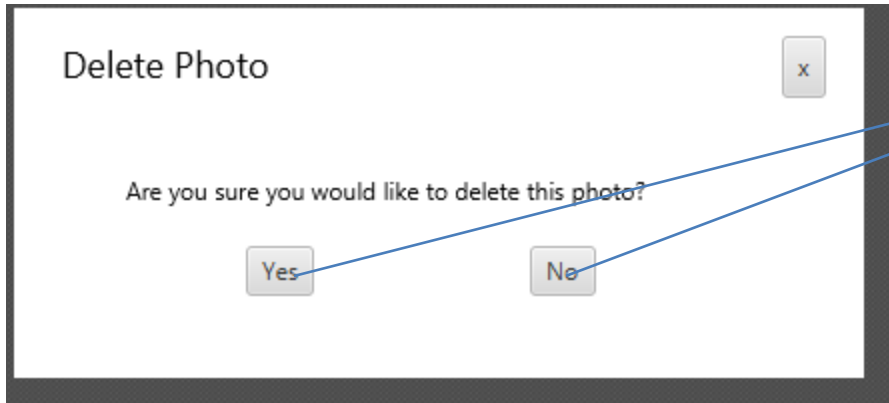 Delete Photo
x
Are you sure you would like to delete this photo?
Yes
No